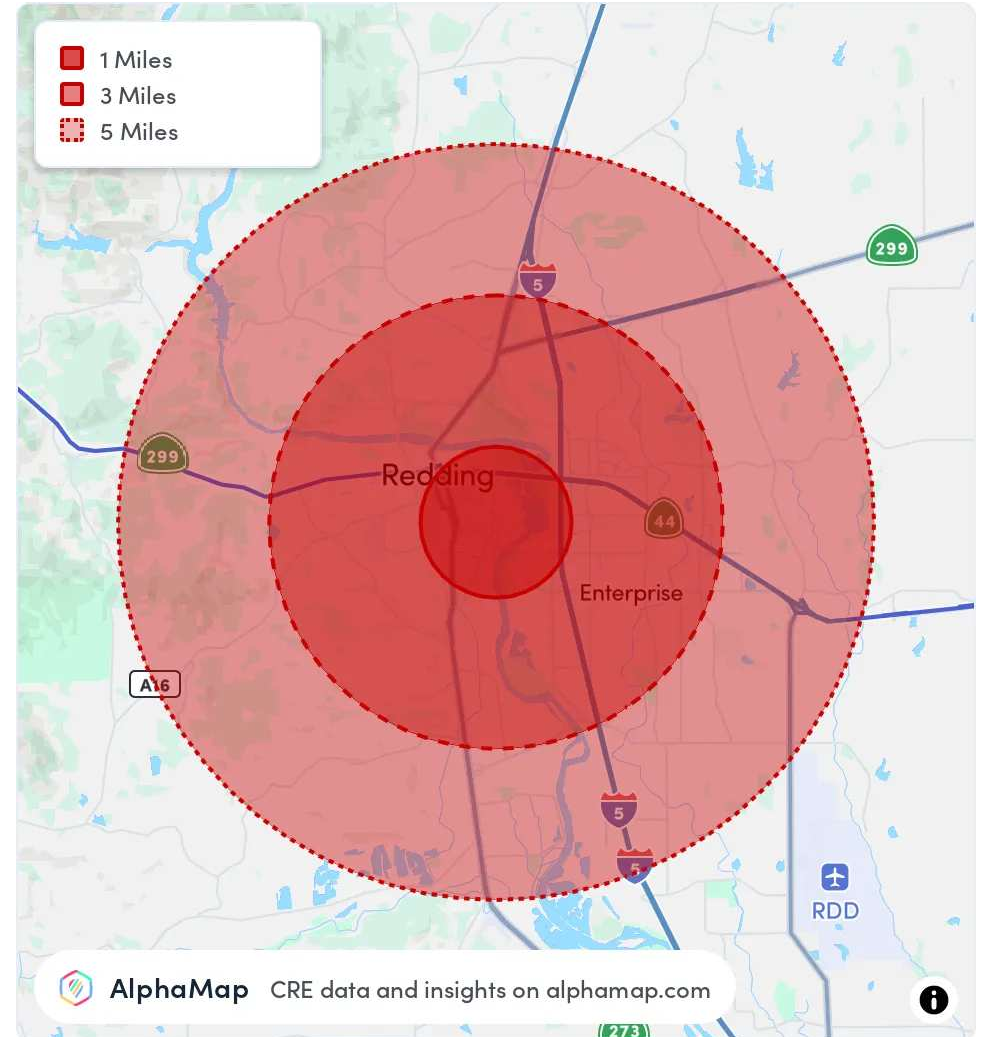 1 Miles
3 Miles
5 Miles
299
5
299
Redding
44
Enterprise
A16
5
5
RDD
AlphaMap CRE data and insights on alphamap.com
273